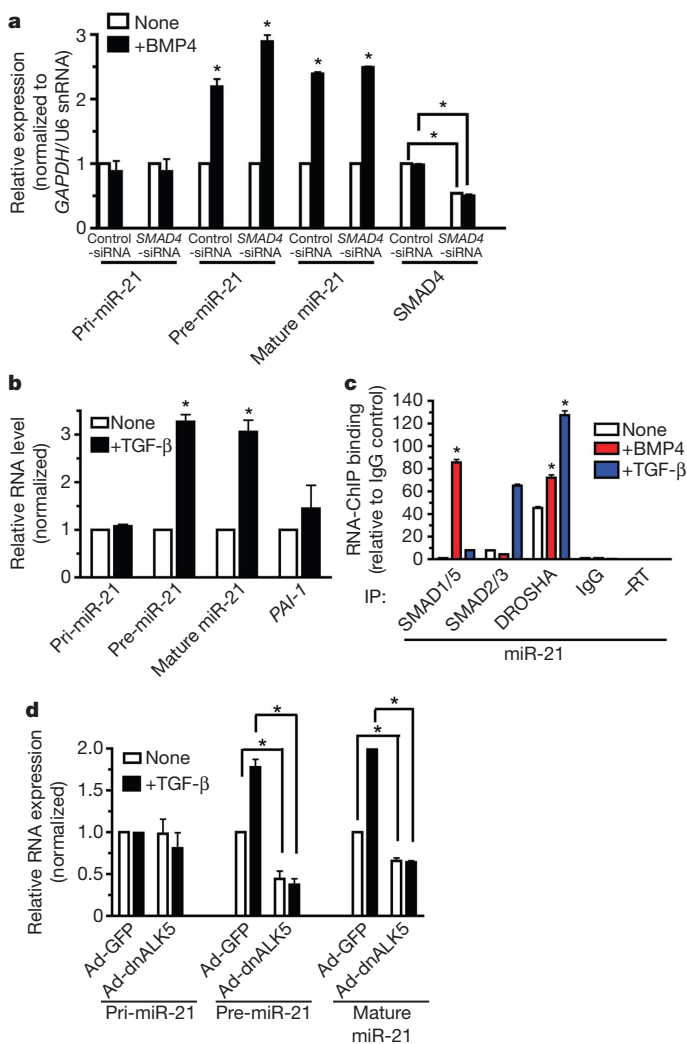 a
None
+BMP4
Relative expression
(normalized to
GAPDH/U6 snRNA)
3
2
1
0
Control
-siRNA
SMAD4
-siRNA
Control
-siRNA
SMAD4
-siRNA
Control
-siRNA
SMAD4
-siRNA
Control
-siRNA
SMAD4
-siRNA
Pri-miR-21
Pre-miR-21
Mature miR-21
SMAD4
* * * * * *
b
None
+TGF-β
Relative RNA level
(normalized)
3
2
1
0
* *
Pri-miR-21
Pre-miR-21
Mature miR-21
PAI-1
c
None
+BMP4
+TGF-β
RNA-ChIP binding
(relative to IgG control)
140
120
100
80
60
40
20
0
* * *
IP:
SMAD1/5
SMAD2/3
DROSHA
IgG
–RT
miR-21
d
None
+TGF-β
Relative RNA expression
(normalized)
2.0
1.5
1.0
0.5
0
* * * *
Ad-GFP
Ad-dnALK5
Ad-GFP
Ad-dnALK5
Ad-GFP
Ad-dnALK5
Pri-miR-21
Pre-miR-21
Mature
miR-21